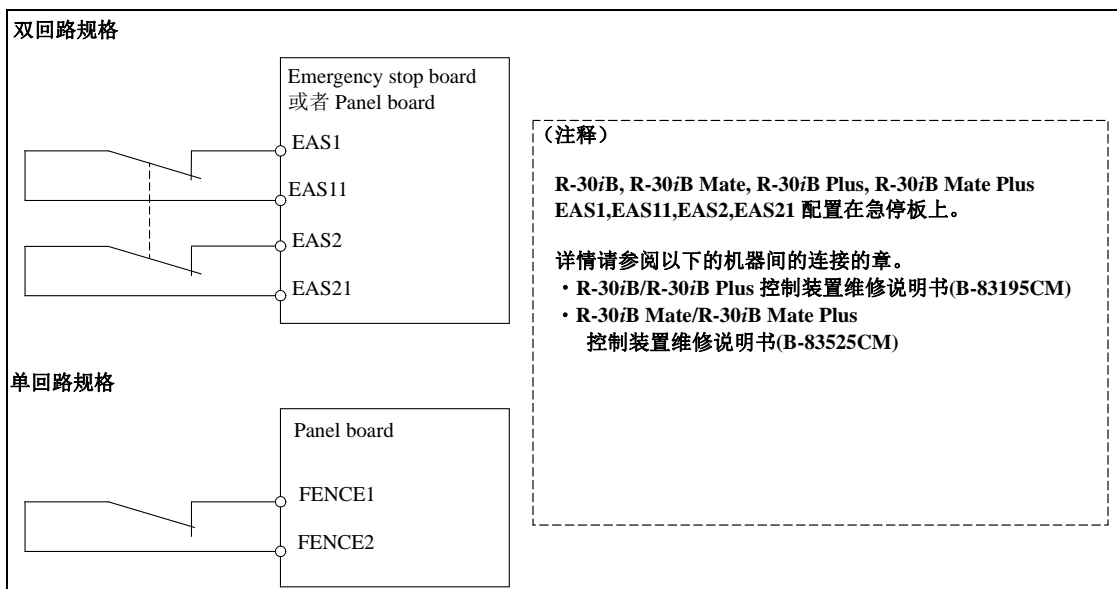 双回路规格
Emergency stop board
或者 Panel board
EAS1
EAS11
EAS2
EAS21
(注释)
R-30iB, R-30iB Mate, R-30iB Plus, R-30iB Mate Plus
EAS1,EAS11,EAS2,EAS21 配置在急停板上。
详情请参阅以下的机器间的连接的章。
・R-30iB/R-30iB Plus 控制装置维修说明书(B-83195CM)
・R-30iB Mate/R-30iB Mate Plus
控制装置维修说明书(B-83525CM)
单回路规格
Panel board
FENCE1
FENCE2